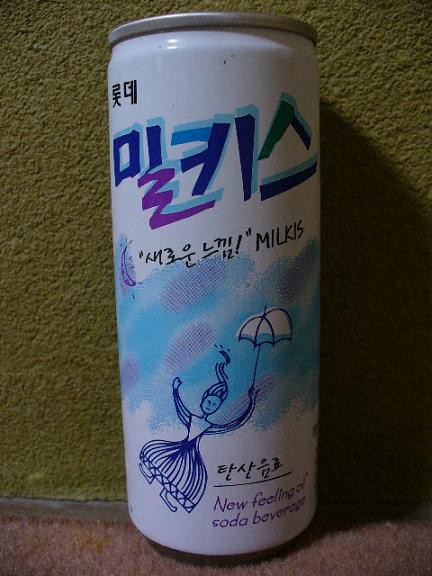 롯데
밀키스
"새로운 느낌!" MILKIS
탄산음료
New feeling of
soda beverage